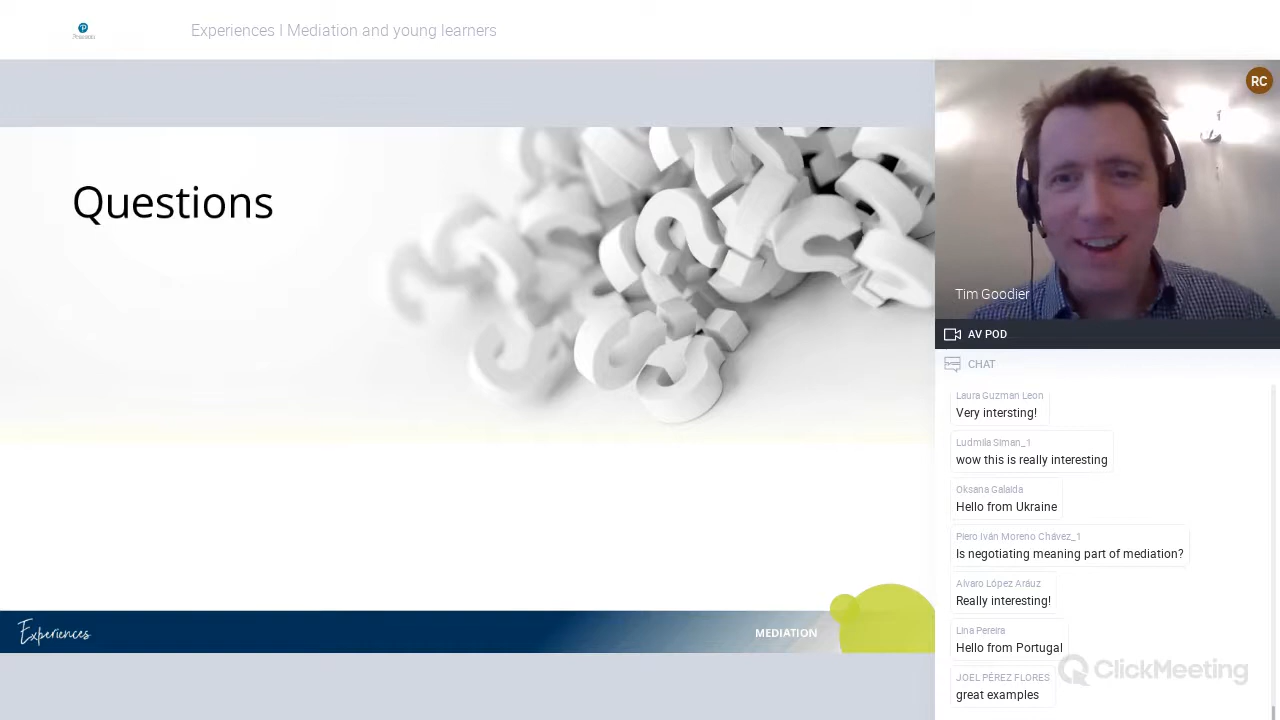 Pearson
Experiences I Mediation and young learners
Questions
Experiences
MEDIATION
RC
Tim Goodier
AV POD
CHAT
Laura Guzman Leon
Very intersting!
Ludmila Siman_1
wow this is really interesting
Oksana Galaida
Hello from Ukraine
Piero Iván Moreno Chávez_1
Is negotiating meaning part of mediation?
Alvaro López Aráuz
Really interesting!
Lina Pereira
Hello from Portugal
JOEL PÉREZ FLORES
great examples
ClickMeeting